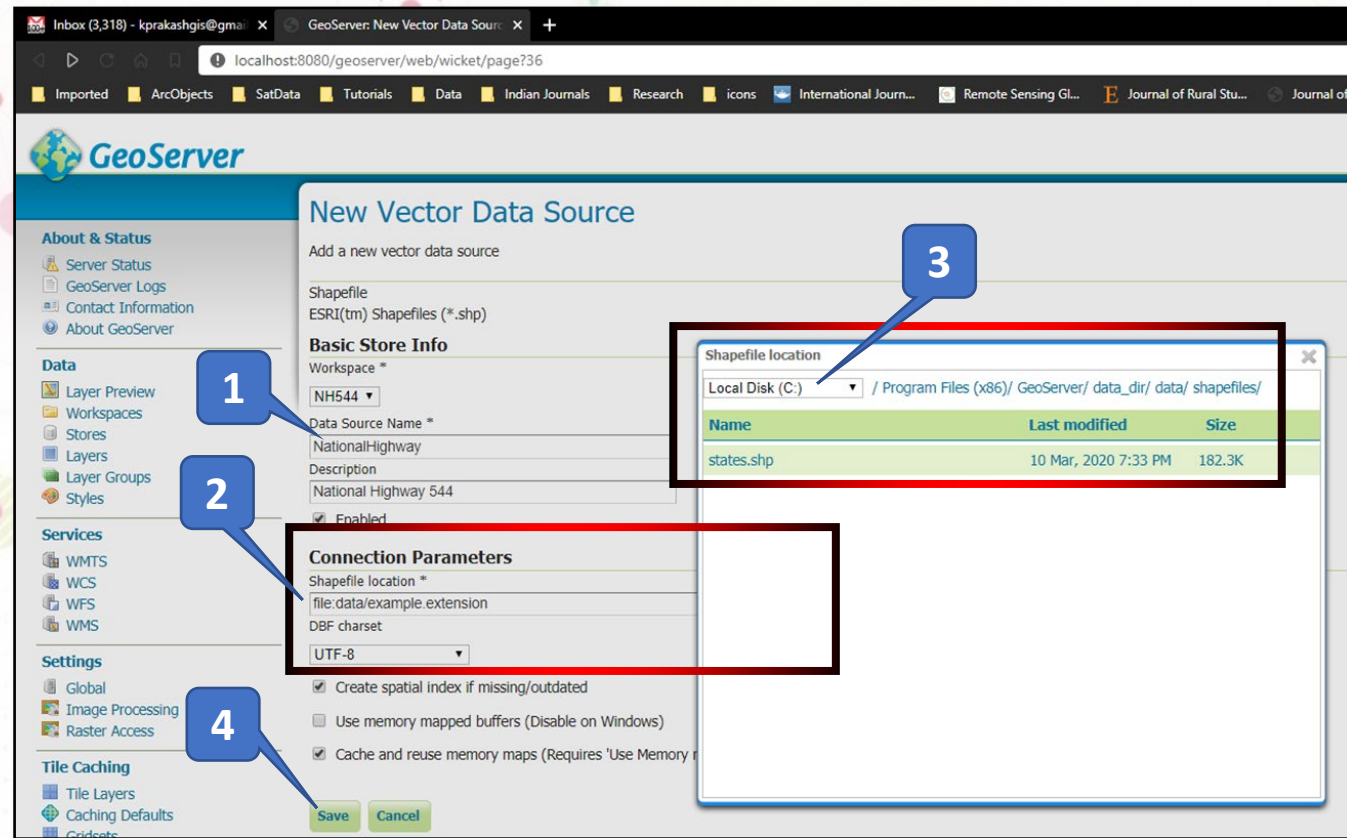 Inbox (3,318) - kprakashgis@gmai
GeoServer: New Vector Data Sourc
localhost:8080/geoserver/web/wicket/page?36
Imported ArcObjects SatData Tutorials Data Indian Journals Research icons International Journ... Remote Sensing Gl... Journal of Rural Stu... Journal of
GeoServer
About & Status
Server Status
GeoServer Logs
Contact Information
About GeoServer
Data
Layer Preview
Workspaces
Stores
Layers
Layer Groups
Styles
Services
WMTS
WCS
WFS
WMS
Settings
Global
Image Processing
Raster Access
Tile Caching
Tile Layers
Caching Defaults
Gridsets
New Vector Data Source
Add a new vector data source
Shapefile
ESRI(tm) Shapefiles (*.shp)
Basic Store Info
Workspace *
NH544
Data Source Name *
NationalHighway
Description
National Highway 544
Enabled
Connection Parameters
Shapefile location *
file:data/example.extension
DBF charset
UTF-8
Create spatial index if missing/outdated
Use memory mapped buffers (Disable on Windows)
Cache and reuse memory maps (Requires 'Use Memory
Save Cancel
Shapefile location
Local Disk (C:) / Program Files (x86)/ GeoServer/ data_dir/ data/ shapefiles/
Name Last modified Size
states.shp 10 Mar, 2020 7:33 PM 182.3K
1
2
3
4